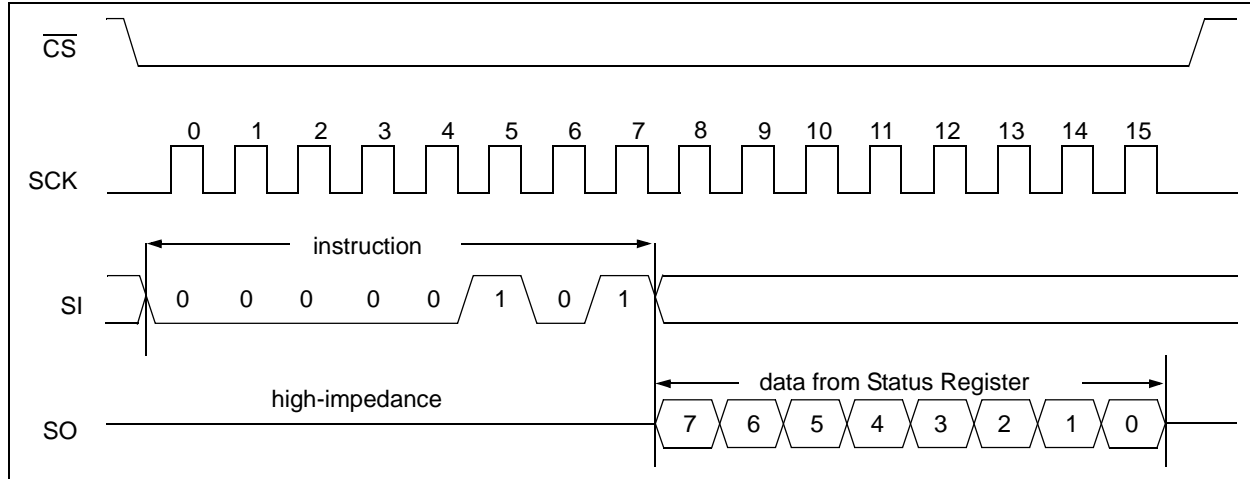 CS
0 1 2 3 4 5 6 7 8 9 10 11 12 13 14 15
SCK
instruction
SI 0 0 0 0 0 1 0 1
data from Status Register
high-impedance
SO 7 6 5 4 3 2 1 0